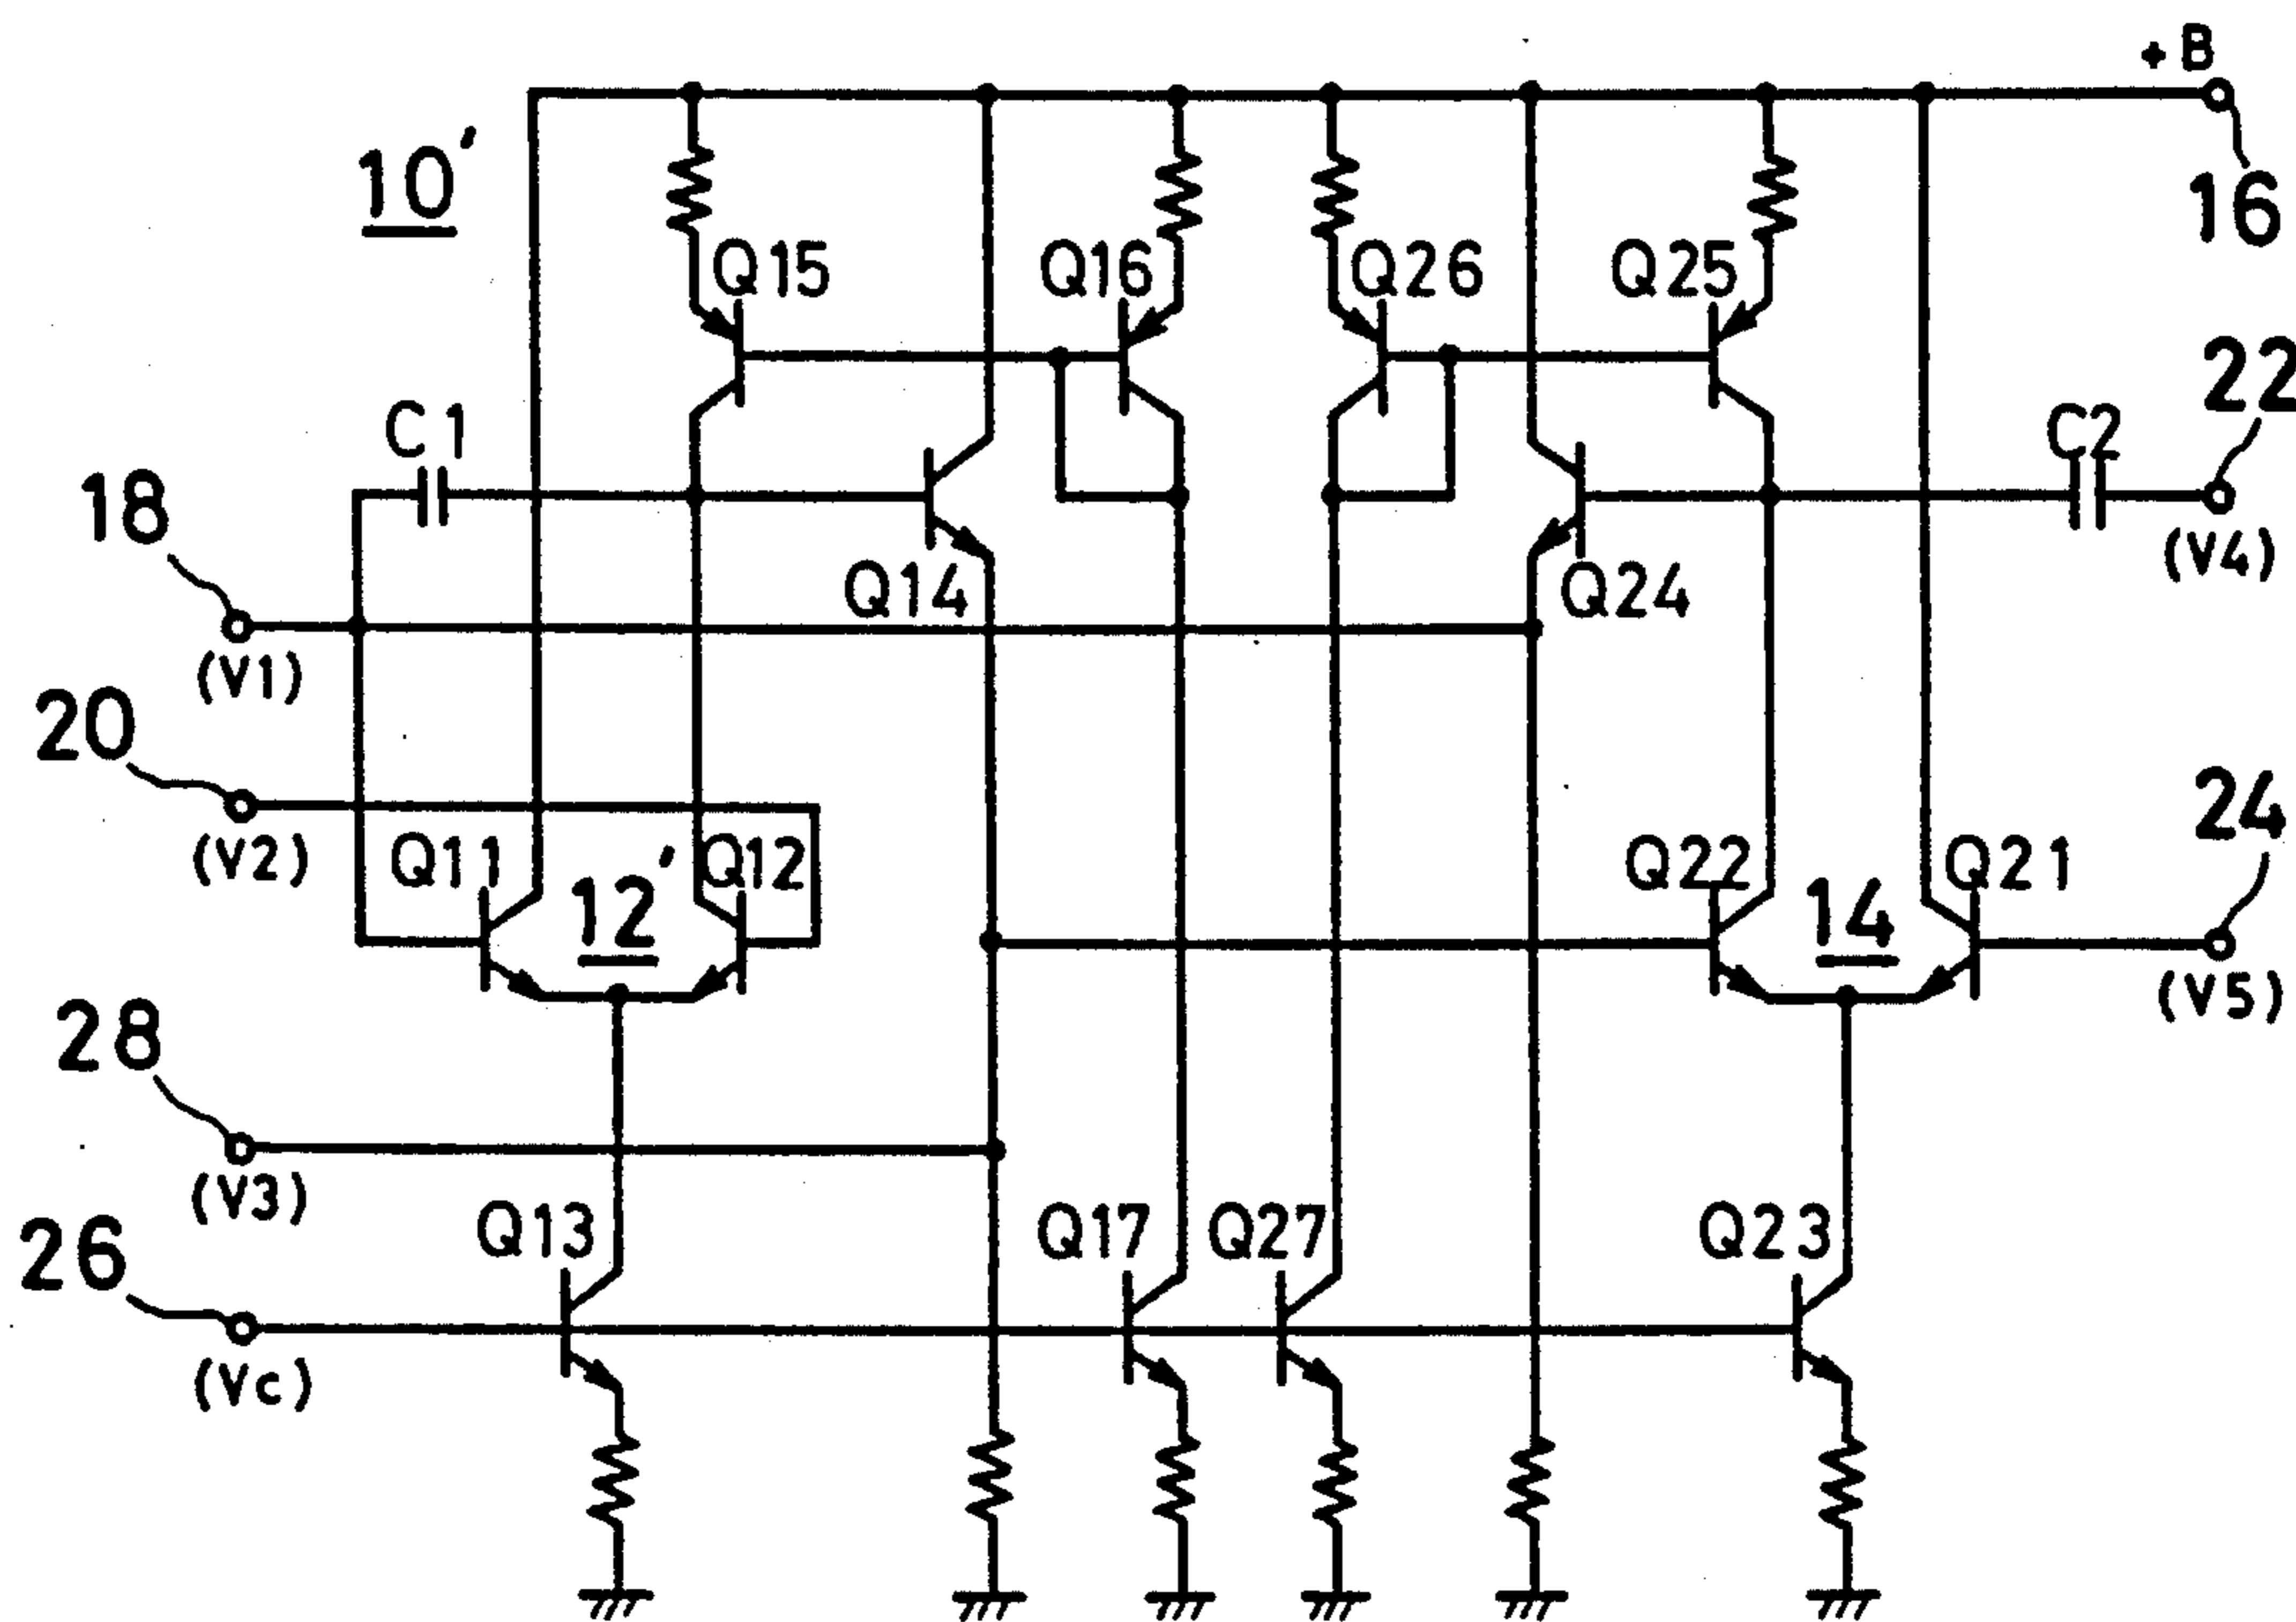 +B
10'
16
Q15
Q16
Q26
Q25
22
C1
C2
18
(V4)
Q14
Q24
(V1)
20
24
(V2)
Q11
12'
Q12
Q22
14
Q21
(V5)
28
(V3)
26
Q13
Q17
Q27
Q23
(Vc)